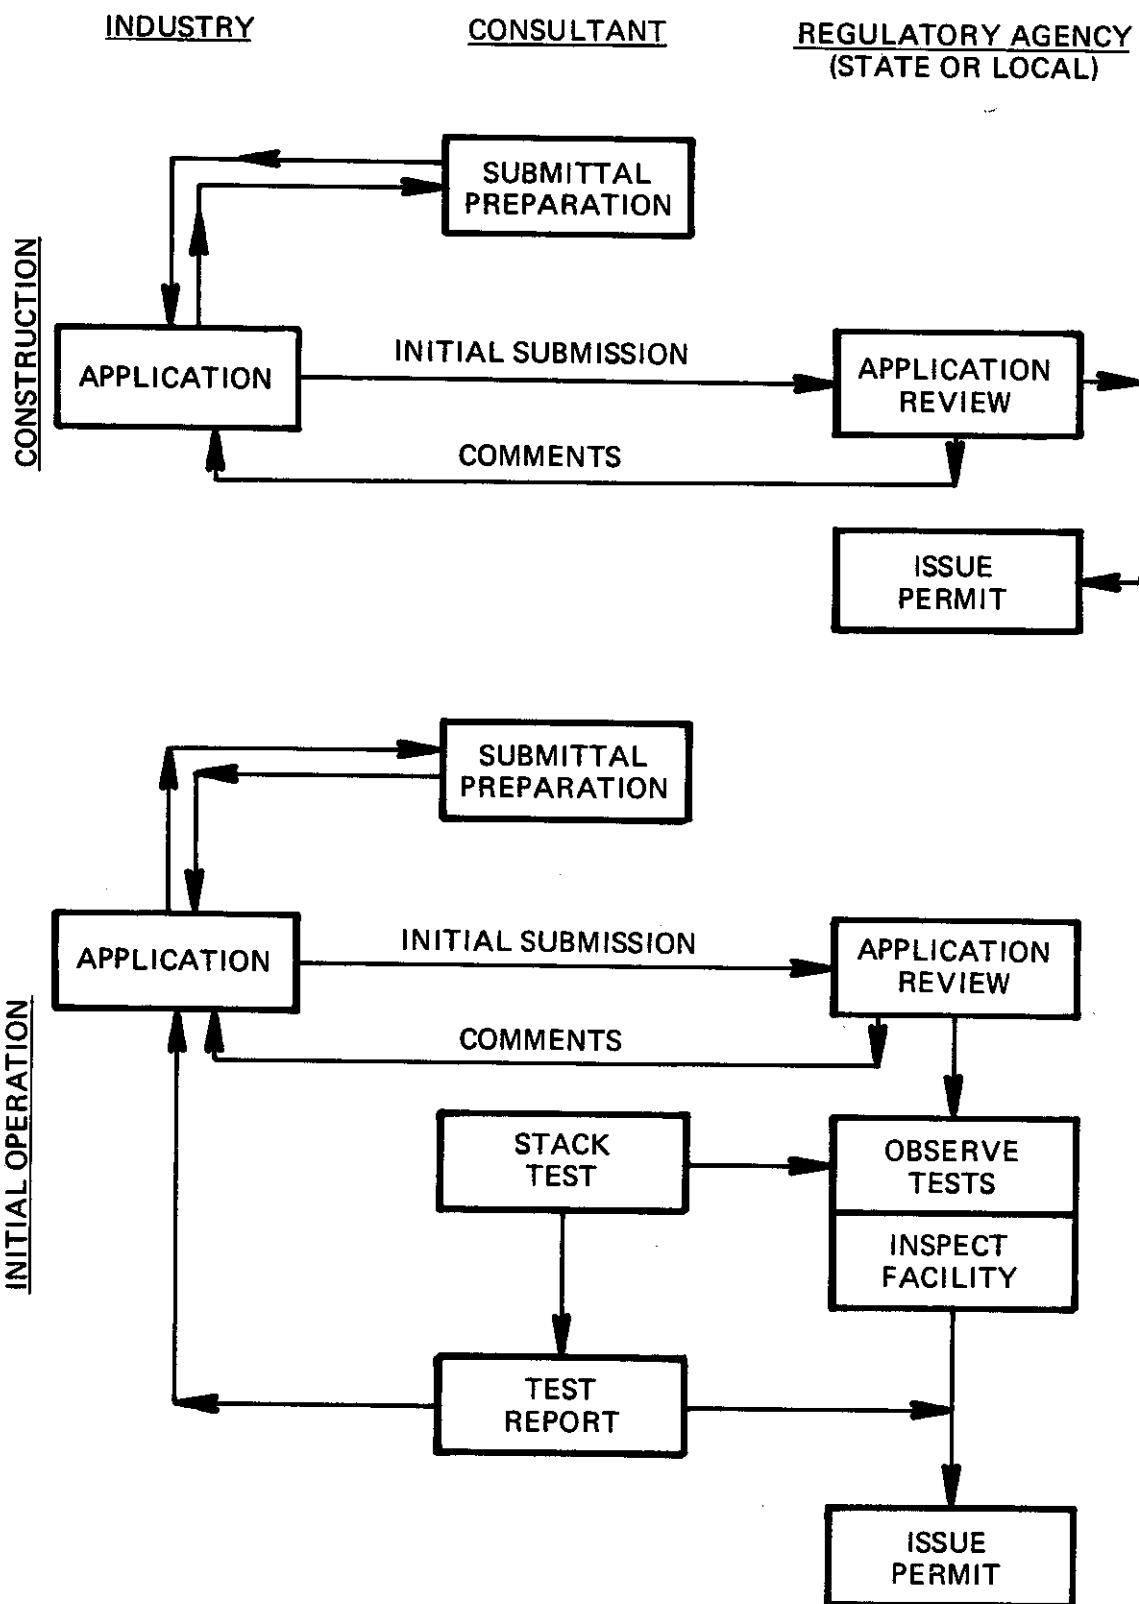 INDUSTRY
CONSULTANT
REGULATORY AGENCY
(STATE OR LOCAL)
CONSTRUCTION
SUBMITTAL
PREPARATION
APPLICATION
INITIAL SUBMISSION
APPLICATION
REVIEW
COMMENTS
ISSUE
PERMIT
INITIAL OPERATION
SUBMITTAL
PREPARATION
APPLICATION
INITIAL SUBMISSION
APPLICATION
REVIEW
COMMENTS
STACK
TEST
OBSERVE
TESTS
INSPECT
FACILITY
TEST
REPORT
ISSUE
PERMIT